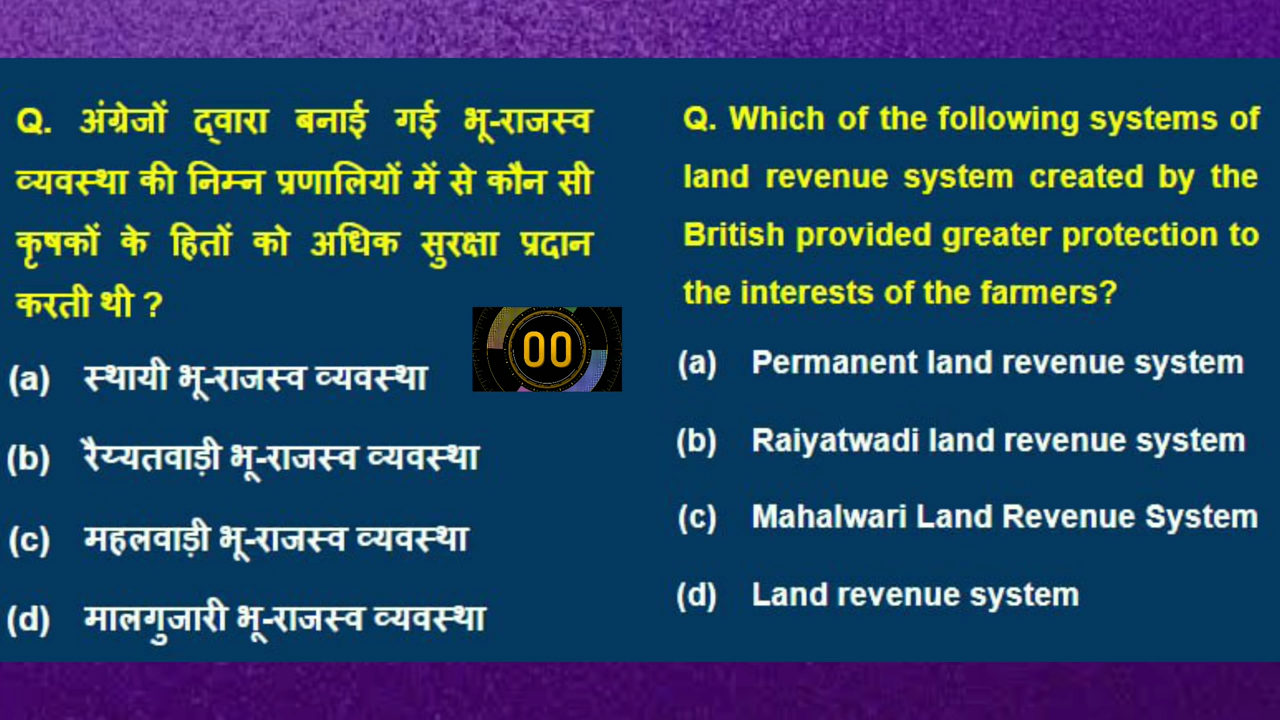 Q. अंग्रेजों द्वारा बनाई गई भू-राजस्व
व्यवस्था की निम्न प्रणालियों में से कौन सी
कृषकों के हितों को अधिक सुरक्षा प्रदान
करती थी ?
(a) स्थायी भू-राजस्व व्यवस्था
(b) रैय्यतवाड़ी भू-राजस्व व्यवस्था
(c) महलवाड़ी भू-राजस्व व्यवस्था
(d) मालगुजारी भू-राजस्व व्यवस्था
00
Q. Which of the following systems of
land revenue system created by the
British provided greater protection to
the interests of the farmers?
(a) Permanent land revenue system
(b) Raiyatwadi land revenue system
(c) Mahalwari Land Revenue System
(d) Land revenue system